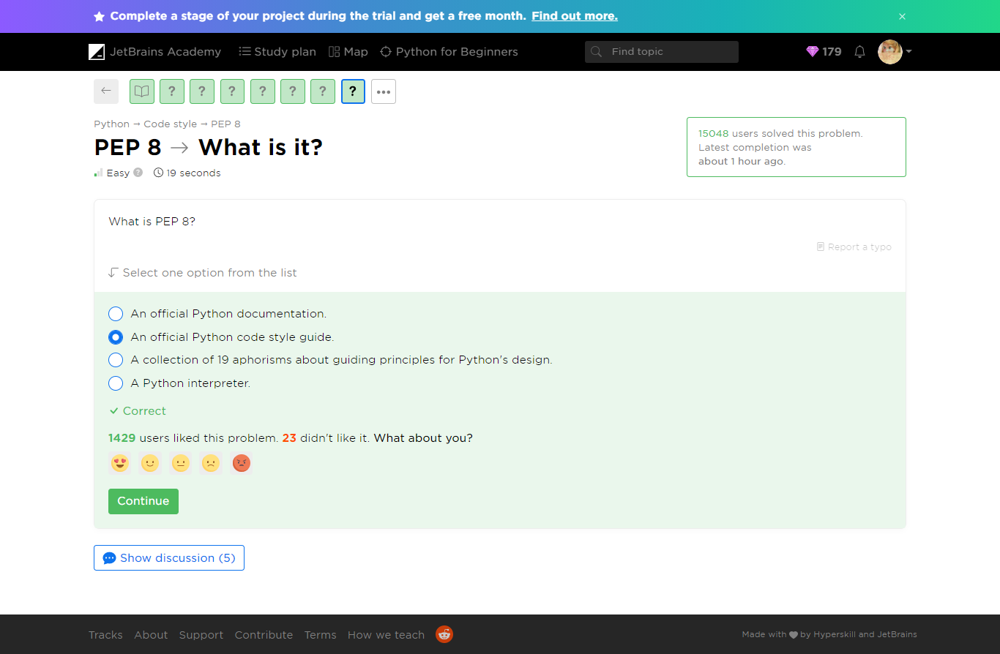 Complete a stage of your project during the trial and get a free month. Find out more.
JetBrains Academy Study plan Map Python for Beginners Find topic 179
? ? ? ? ? ? ?
Python → Code style → PEP 8
PEP 8 → What is it?
Easy ? 19 seconds
15048 users solved this problem.
Latest completion was
about 1 hour ago.
What is PEP 8?
Report a typo
Select one option from the list
An official Python documentation.
An official Python code style guide.
A collection of 19 aphorisms about guiding principles for Python's design.
A Python interpreter.
Correct
1429 users liked this problem. 23 didn't like it. What about you?
Continue
Show discussion (5)
Tracks About Support Contribute Terms How we teach
Made with ♥ by Hyperskill and JetBrains